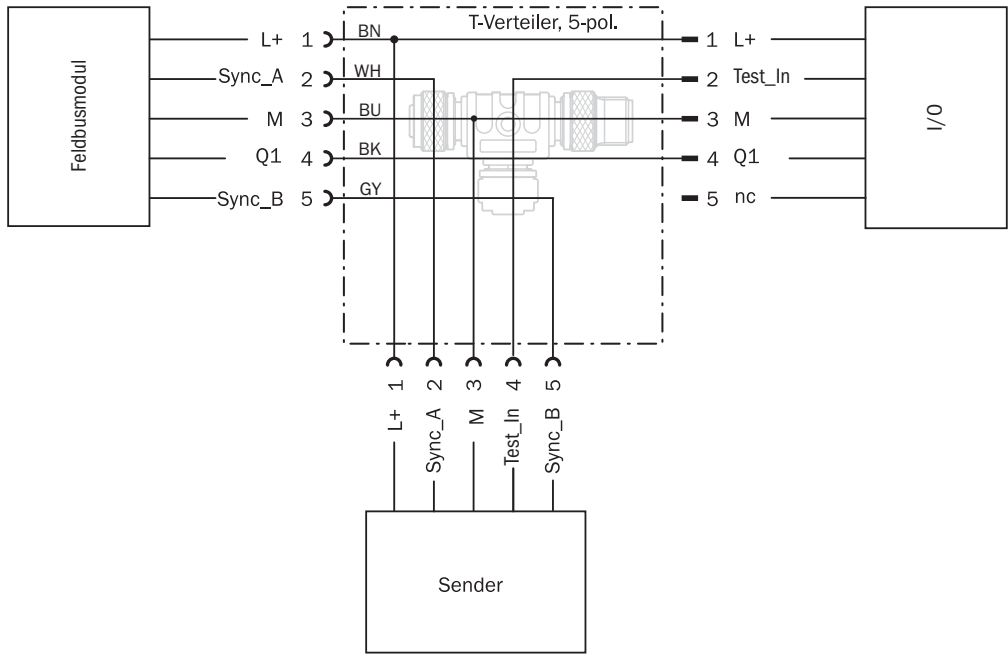 T-Verteiler, 5-pol.
Feldbusmodul
L+ 1 BN
Sync_A 2 WH
M 3 BU
Q1 4 BK
Sync_B 5 GY
1 L+
2 Test_In
3 M
4 Q1
5 nc
I/O
1 2 3 4 5
L+ Sync_A M Test_In Sync_B
Sender